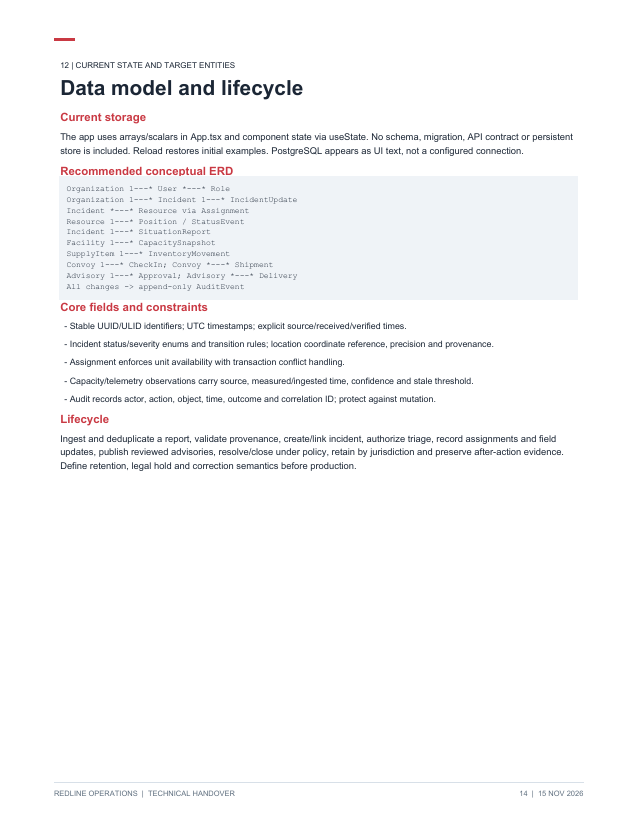 12 | CURRENT STATE AND TARGET ENTITIES
Data model and lifecycle
Current storage
The app uses arrays/scalars in App.tsx and component state via useState. No schema, migration, API contract or persistent
store is included. Reload restores initial examples. PostgreSQL appears as UI text, not a configured connection.
Recommended conceptual ERD
Organization 1---* User *---* Role
Organization 1---* Incident 1---* IncidentUpdate
Incident *---* Resource via Assignment
Resource 1---* Position / StatusEvent
Incident 1---* SituationReport
Facility 1---* CapacitySnapshot
SupplyItem 1---* InventoryMovement
Convoy 1---* CheckIn; Convoy *---* Shipment
Advisory 1---* Approval; Advisory *---* Delivery
All changes -> append-only AuditEvent
Core fields and constraints
- Stable UUID/ULID identifiers; UTC timestamps; explicit source/received/verified times.
- Incident status/severity enums and transition rules; location coordinate reference, precision and provenance.
- Assignment enforces unit availability with transaction conflict handling.
- Capacity/telemetry observations carry source, measured/ingested time, confidence and stale threshold.
- Audit records actor, action, object, time, outcome and correlation ID; protect against mutation.
Lifecycle
Ingest and deduplicate a report, validate provenance, create/link incident, authorize triage, record assignments and field
updates, publish reviewed advisories, resolve/close under policy, retain by jurisdiction and preserve after-action evidence.
Define retention, legal hold and correction semantics before production.
REDLINE OPERATIONS | TECHNICAL HANDOVER
14 | 15 NOV 2026